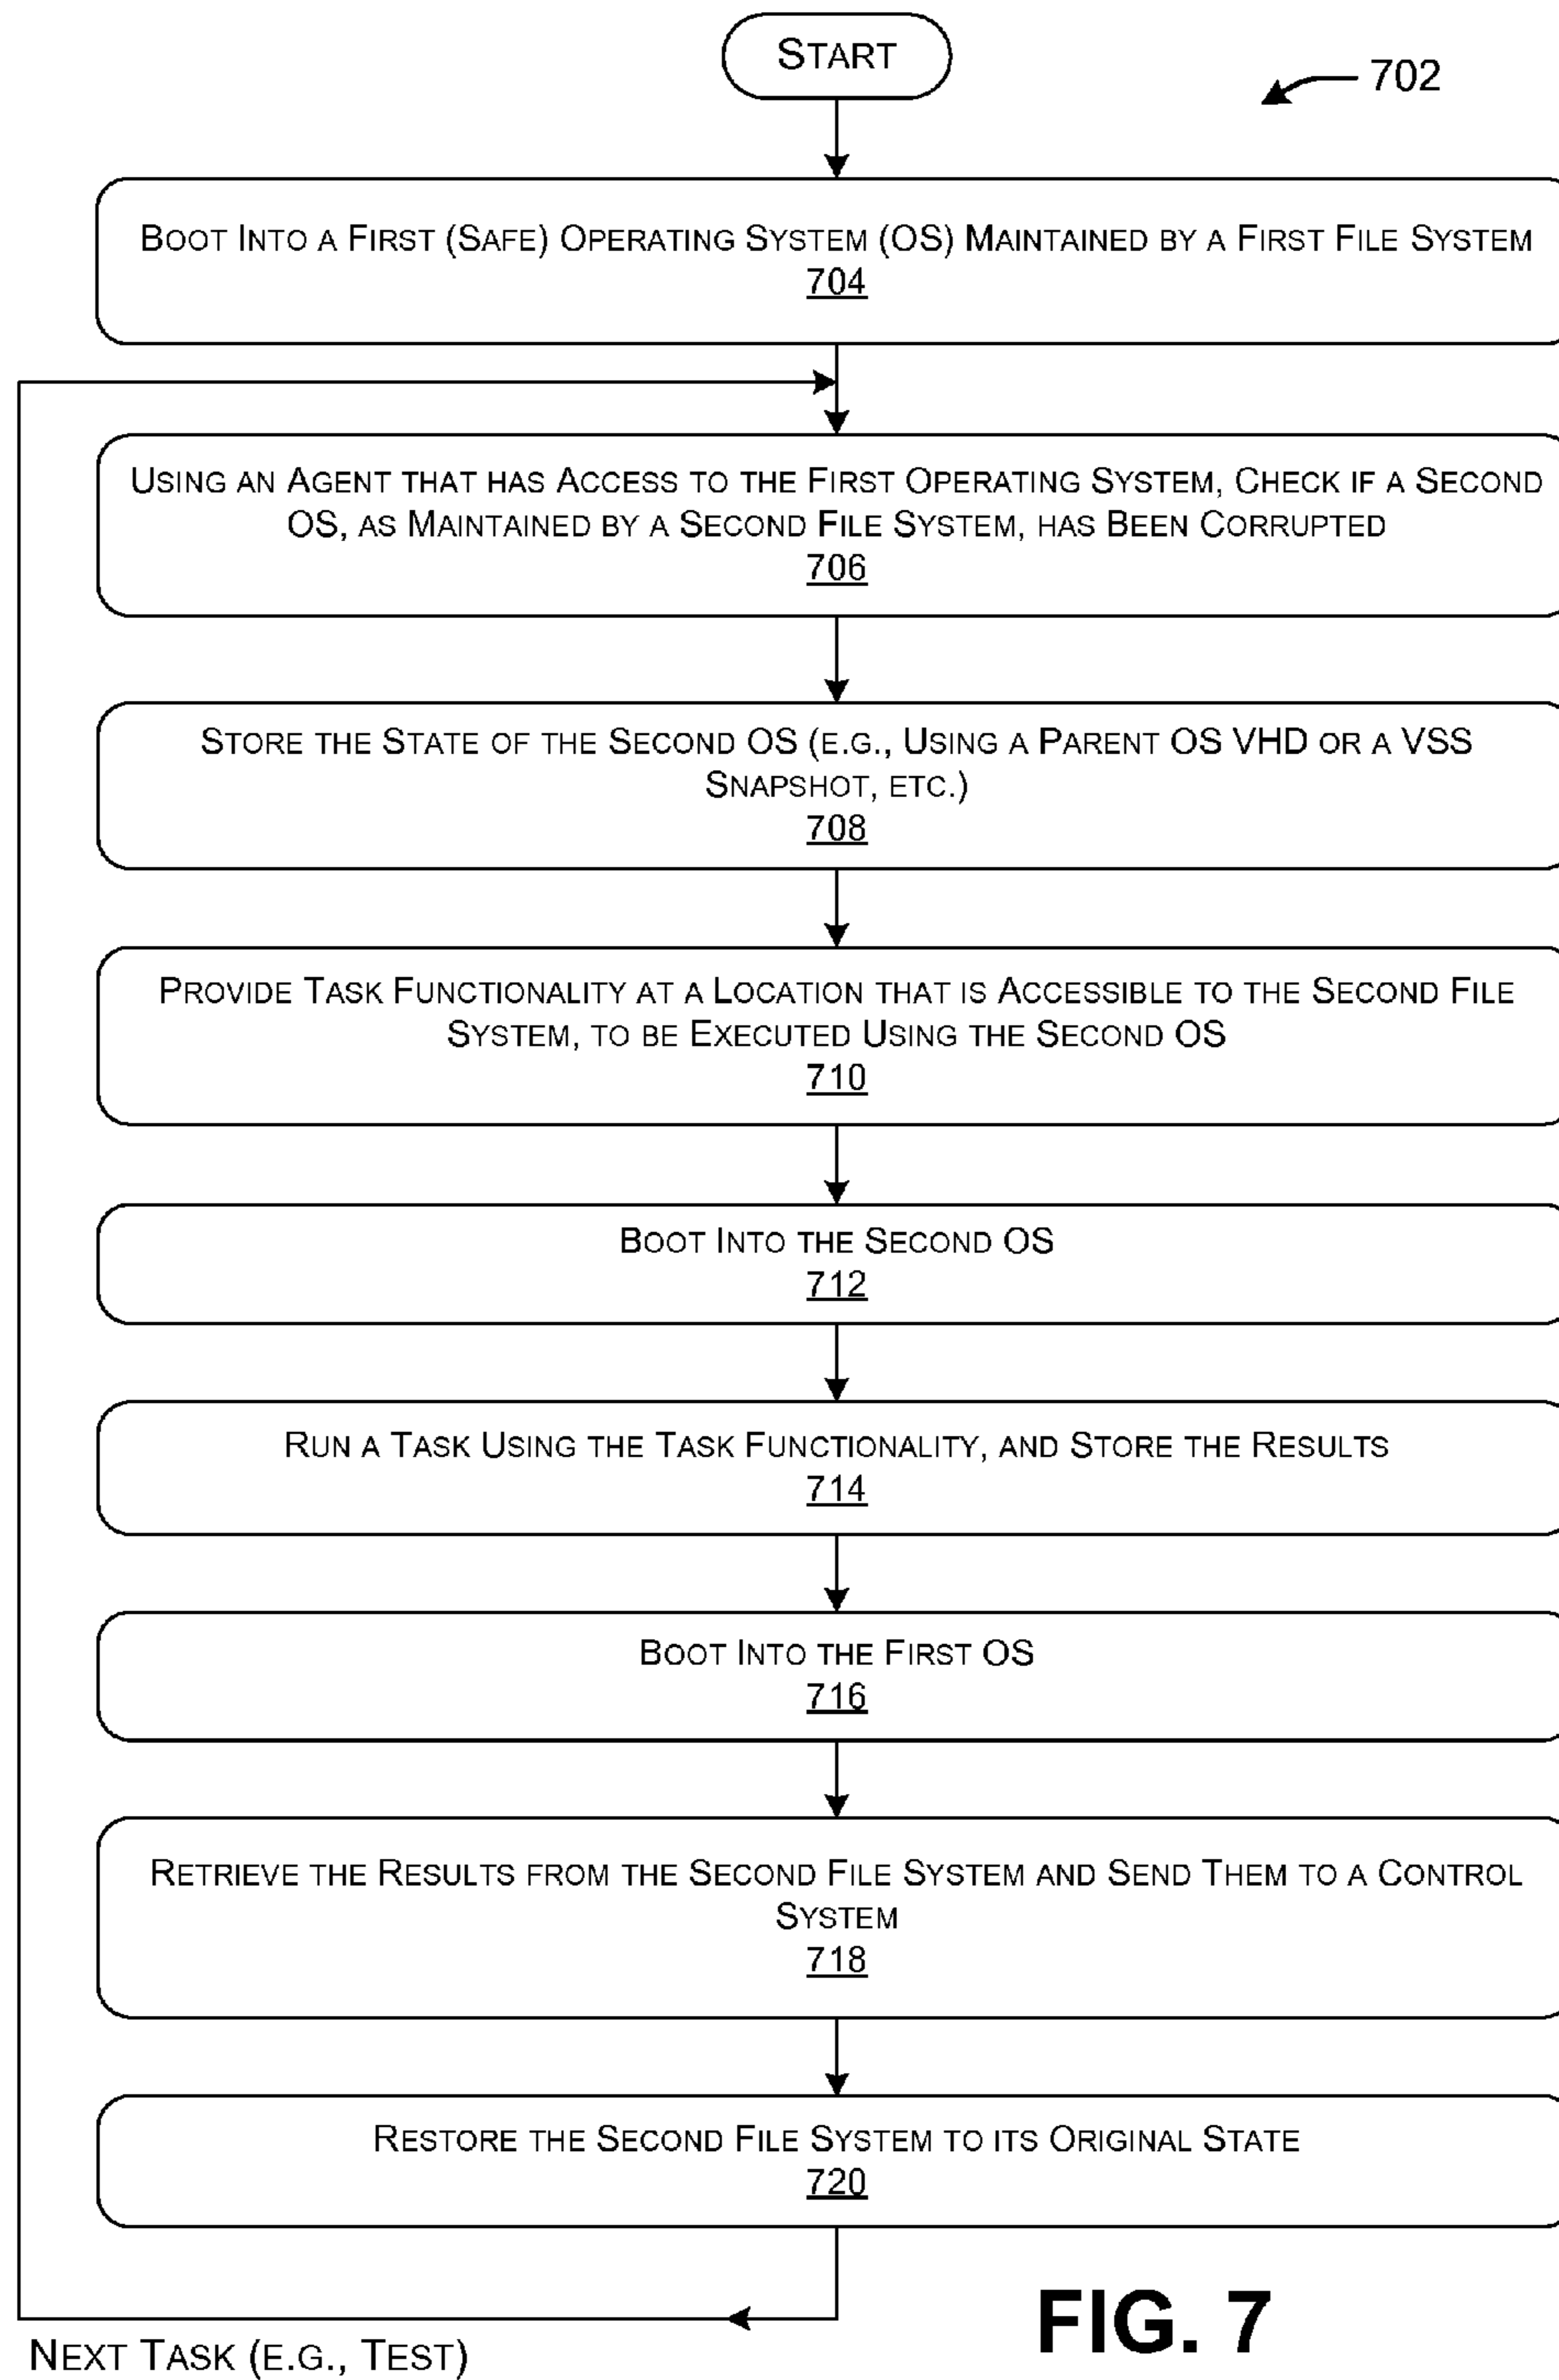 START
702
BOOT INTO A FIRST (SAFE) OPERATING SYSTEM (OS) MAINTAINED BY A FIRST FILE SYSTEM
704
USING AN AGENT THAT HAS ACCESS TO THE FIRST OPERATING SYSTEM, CHECK IF A SECOND
OS, AS MAINTAINED BY A SECOND FILE SYSTEM, HAS BEEN CORRUPTED
706
STORE THE STATE OF THE SECOND OS (E.G., USING A PARENT OS VHD OR A VSS
SNAPSHOT, ETC.)
708
PROVIDE TASK FUNCTIONALITY AT A LOCATION THAT IS ACCESSIBLE TO THE SECOND FILE
SYSTEM, TO BE EXECUTED USING THE SECOND OS
710
BOOT INTO THE SECOND OS
712
RUN A TASK USING THE TASK FUNCTIONALITY, AND STORE THE RESULTS
714
BOOT INTO THE FIRST OS
716
RETRIEVE THE RESULTS FROM THE SECOND FILE SYSTEM AND SEND THEM TO A CONTROL
SYSTEM
718
RESTORE THE SECOND FILE SYSTEM TO ITS ORIGINAL STATE
720
NEXT TASK (E.G., TEST)
FIG. 7